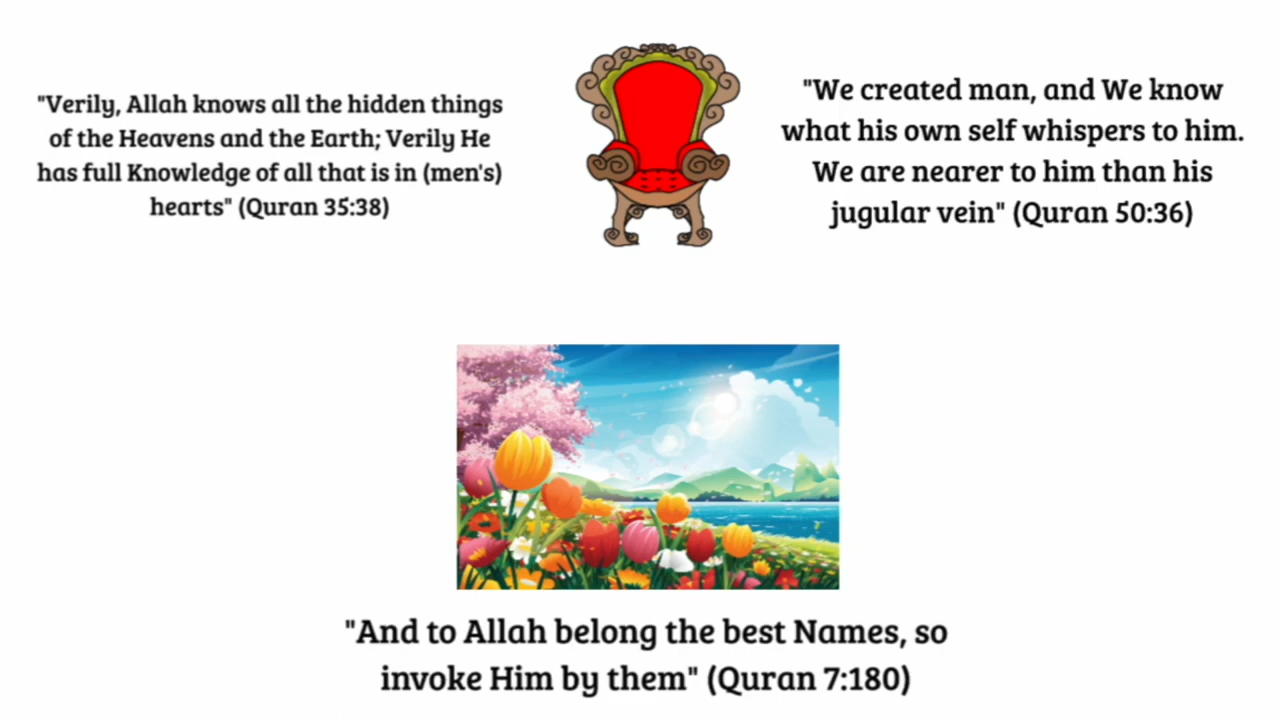 "Verily, Allah knows all the hidden things
of the Heavens and the Earth; Verily He
has full Knowledge of all that is in (men's)
hearts" (Quran 35:38)
"We created man, and We know
what his own self whispers to him.
We are nearer to him than his
jugular vein" (Quran 50:36)
"And to Allah belong the best Names, so
invoke Him by them" (Quran 7:180)